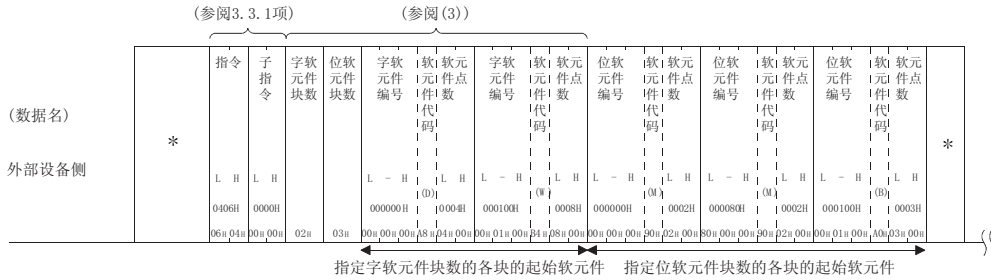 (参阅3.3.1项) (参阅(3))
指令 子指令 字软元件块数 位软元件块数 字软元件编号 软元件代码 软元件点数 字软元件编号 软元件代码 软元件点数 位软元件编号 软元件代码 软元件点数 位软元件编号 软元件代码 软元件点数 位软元件编号 软元件代码 软元件点数
(数据名)
* *
外部设备侧
L H L H L - H L H L - H L H L - H L H L - H L H L - H L H
(D) (W) (M) (M) (B)
0406H 0000H 000000H 0004H 000100H 0008H 000000H 0002H 000080H 0002H 000100H 0003H
06H 04H 00H 00H 02H 03H 00H 00H 00H A8H 04H 00H 00H 01H 00H B4H 08H 00H 00H 00H 00H 90H 02H 00H 80H 00H 00H 90H 02H 00H 00H 01H 00H A0H 03H 00H
指定字软元件块数的各块的起始软元件 指定位软元件块数的各块的起始软元件